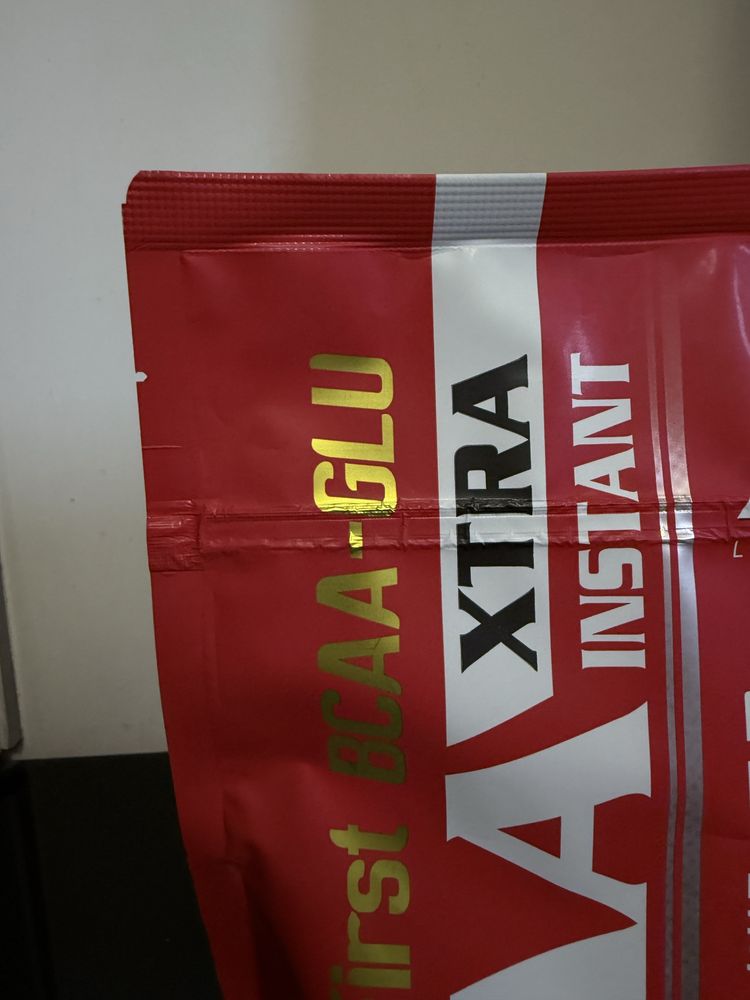 First BCAA-GLU
XTRA
A
INSTANT